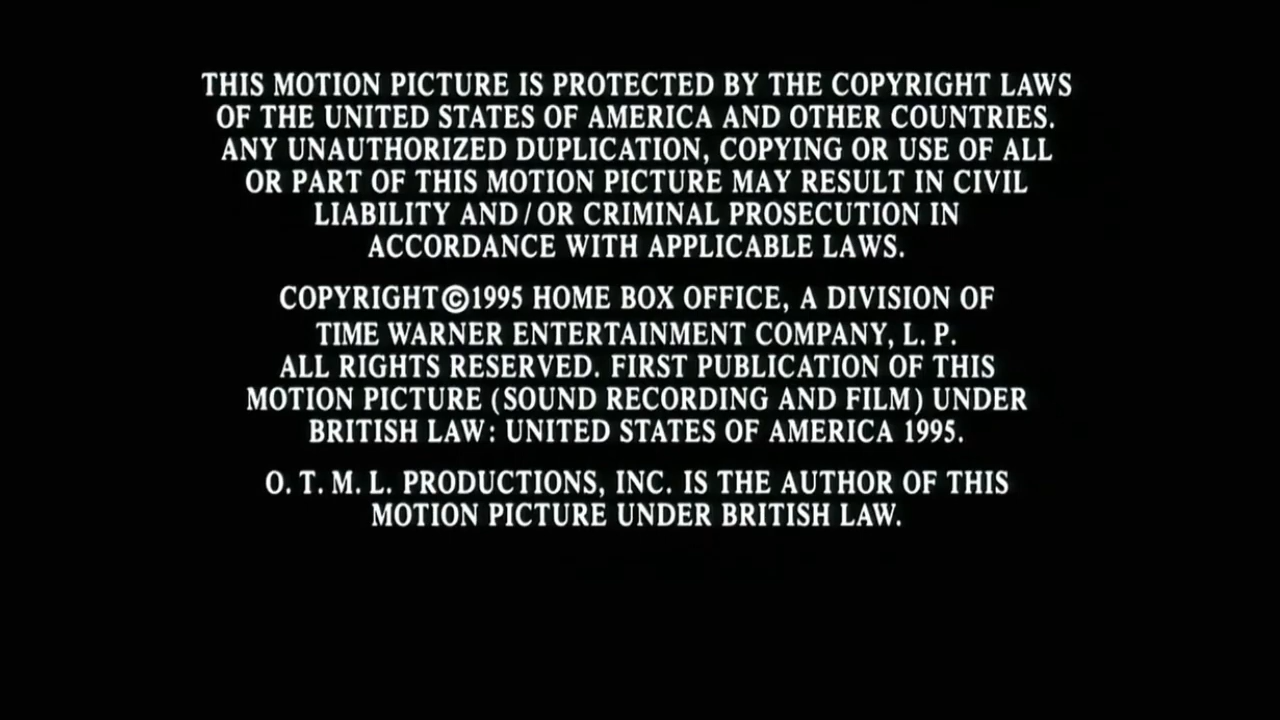 THIS MOTION PICTURE IS PROTECTED BY THE COPYRIGHT LAWS
OF THE UNITED STATES OF AMERICA AND OTHER COUNTRIES.
ANY UNAUTHORIZED DUPLICATION, COPYING OR USE OF ALL
OR PART OF THIS MOTION PICTURE MAY RESULT IN CIVIL
LIABILITY AND/OR CRIMINAL PROSECUTION IN
ACCORDANCE WITH APPLICABLE LAWS.
COPYRIGHT©1995 HOME BOX OFFICE, A DIVISION OF
TIME WARNER ENTERTAINMENT COMPANY, L. P.
ALL RIGHTS RESERVED. FIRST PUBLICATION OF THIS
MOTION PICTURE (SOUND RECORDING AND FILM) UNDER
BRITISH LAW: UNITED STATES OF AMERICA 1995.
O. T. M. L. PRODUCTIONS, INC. IS THE AUTHOR OF THIS
MOTION PICTURE UNDER BRITISH LAW.